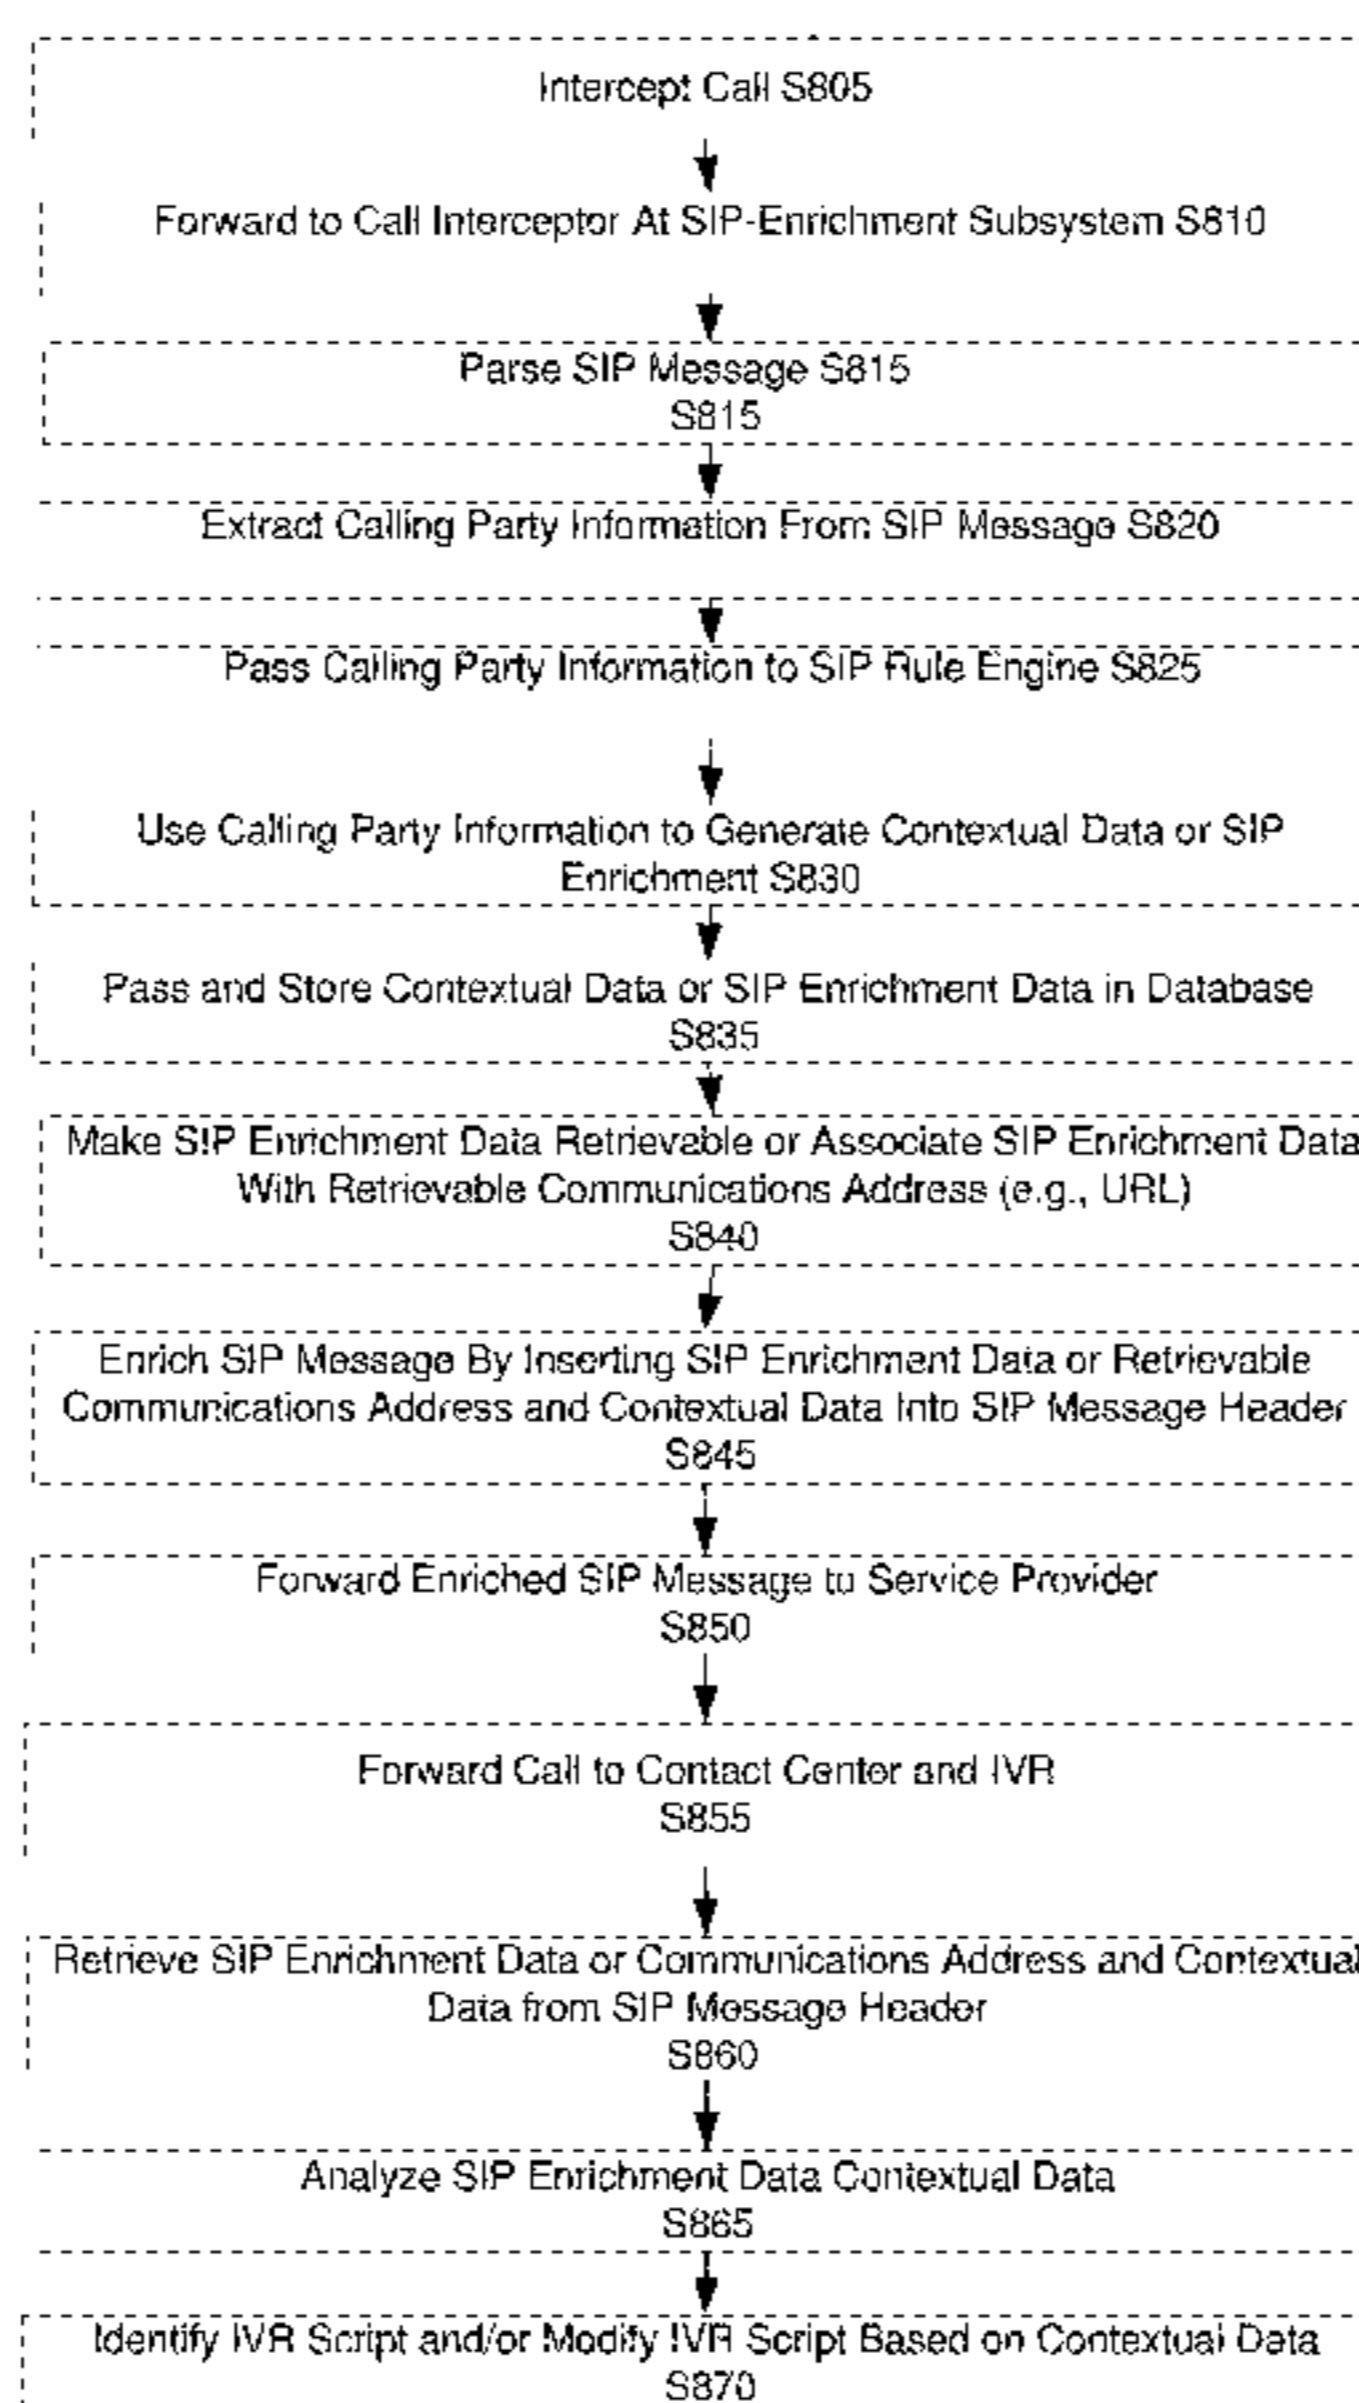 Intercept Call S805
Forward to Call Interceptor At SIP-Enrichment Subsystem S810
Parse SIP Message S815
S815
Extract Calling Party Information From SIP Message S820
Pass Calling Party Information to SIP Rule Engine S825
Use Calling Party Information to Generate Contextual Data or SIP
Enrichment S830
Pass and Store Contextual Data or SIP Enrichment Data in Database
S835
Make SIP Enrichment Data Retrievable or Associate SIP Enrichment Data
With Retrievable Communications Address (e.g., URL)
S840
Enrich SIP Message By Inserting SIP Enrichment Data or Retrievable
Communications Address and Contextual Data Into SIP Message Header
S845
Forward Enriched SIP Message to Service Provider
S850
Forward Call to Contact Center and IVR
S855
Retrieve SIP Enrichment Data or Communications Address and Contextual
Data from SIP Message Header
S860
Analyze SIP Enrichment Data Contextual Data
S865
Identify IVR Script and/or Modify IVR Script Based on Contextual Data
S870